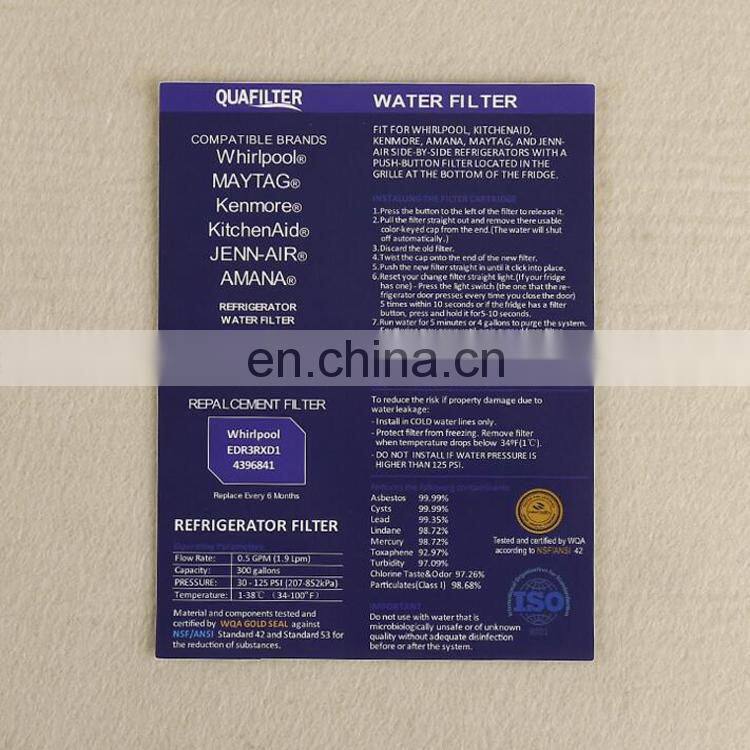 QUAFILTER
COMPATIBLE BRANDS
Whirlpool®
MAYTAG®
Kenmore®
KitchenAid®
JENN-AIR®
AMANA®
REFRIGERATOR
WATER FILTER
REPALCEMENT FILTER
Whirlpool
EDR3RXD1
4396841
Replace Every 6 Months
REFRIGERATOR FILTER
Operating Parameters
Flow Rate: 0.5 GPM (1.9 Lpm)
Capacity: 300 gallons
PRESSURE: 30 - 125 PSI (207-852kPa)
Temperature: 1-38℃ (34-100°F)
Material and components tested and
certified by WQA GOLD SEAL against
NSF/ANSI Standard 42 and Standard 53 for
the reduction of substances.
WATER FILTER
FIT FOR WHIRLPOOL, KITCHENAID,
KENMORE, AMANA, MAYTAG, AND JENN-
AIR SIDE-BY-SIDE REFRIGERATORS WITH A
PUSH-BUTTON FILTER LOCATED IN THE
GRILLE AT THE BOTTOM OF THE FRIDGE.
INSTALLING THE FILTER CARTRIDGE
1.Press the button to the left of the filter to release it.
2.Pull the filter straight out and remove there usable
color-keyed cap from the end.(The water will shut
off automatically.)
3.Discard the old filter.
4.Twist the cap onto the end of the new filter.
5.Push the new filter straight in until it click into place.
6.Reset your change filter straight light.(If your fridge
has one) - Press the light switch (the one that the re-
frigerator door presses every time you close the door)
5 times within 10 seconds or if the fridge has a filter
button, press and hold it for5-10 seconds.
7.Run water for 5 minutes or 4 gallons to purge the system.
en.china.cn
To reduce the risk if property damage due to
water leakage:
- Install in COLD water lines only.
- Protect filter from freezing. Remove filter
when temperature drops below 34ºF(1℃).
- DO NOT INSTALL IF WATER PRESSURE IS
HIGHER THAN 125 PSI.
Reduces the following contaminants
Asbestos 99.99%
Cysts 99.99%
Lead 99.35%
Lindane 98.72%
Mercury 98.72%
Toxaphene 92.97%
Turbidity 97.09%
Chlorine Taste&Odor 97.26%
Particulates(Class I) 98.68%
Tested and certified by WQA
according to NSF/ANSI 42
ISO
IMPORTANT
Do not use with water that is
microbiologically unsafe or of unknown
quality without adequate disinfection
before or after the system.